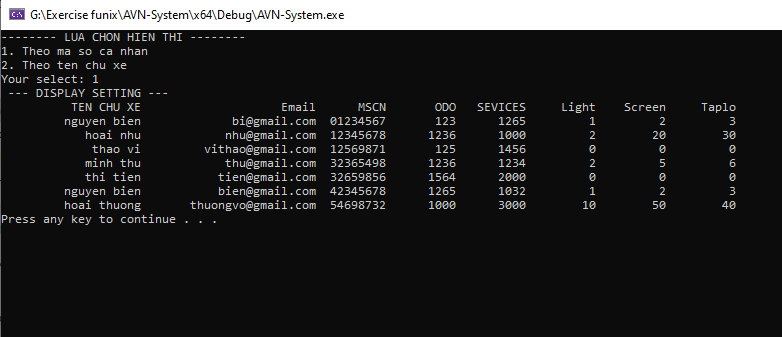 G:\Exercise funix\AVN-System\x64\Debug\AVN-System.exe
-------- LUA CHON HIEN THI --------
1. Theo ma so ca nhan
2. Theo ten chu xe
Your select: 1
--- DISPLAY SETTING ---
TEN CHU XE Email MSCN ODO SEVICES Light Screen Taplo
nguyen bien bi@gmail.com 01234567 123 1265 1 2 3
hoai nhu nhu@gmail.com 12345678 1236 1000 2 20 30
thao vi vithao@gmail.com 12569871 125 1456 0 0 0
minh thu thu@gmail.com 32365498 1236 1234 2 5 6
thi tien tien@gmail.com 32659856 1564 2000 0 0 0
nguyen bien bien@gmail.com 42345678 1265 1032 1 2 3
hoai thuong thuongvo@gmail.com 54698732 1000 3000 10 50 40
Press any key to continue . . .